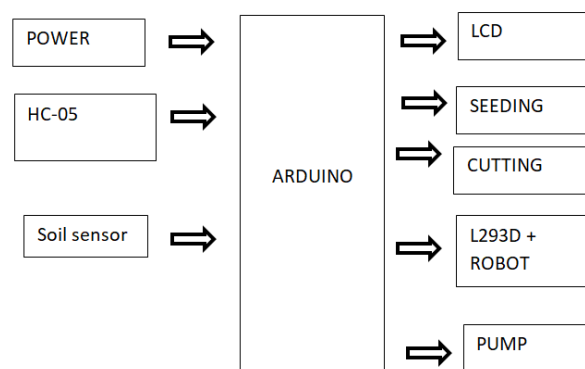 POWER
HC-05
Soil sensor
ARDUINO
LCD
SEEDING
CUTTING
L293D +
ROBOT
PUMP